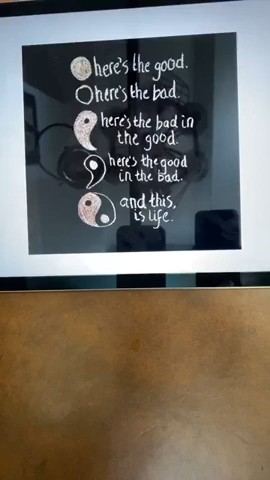 here's the good.
here's the bad.
here's the bad in
the good.
here's the good
in the bad.
and this,
is life.